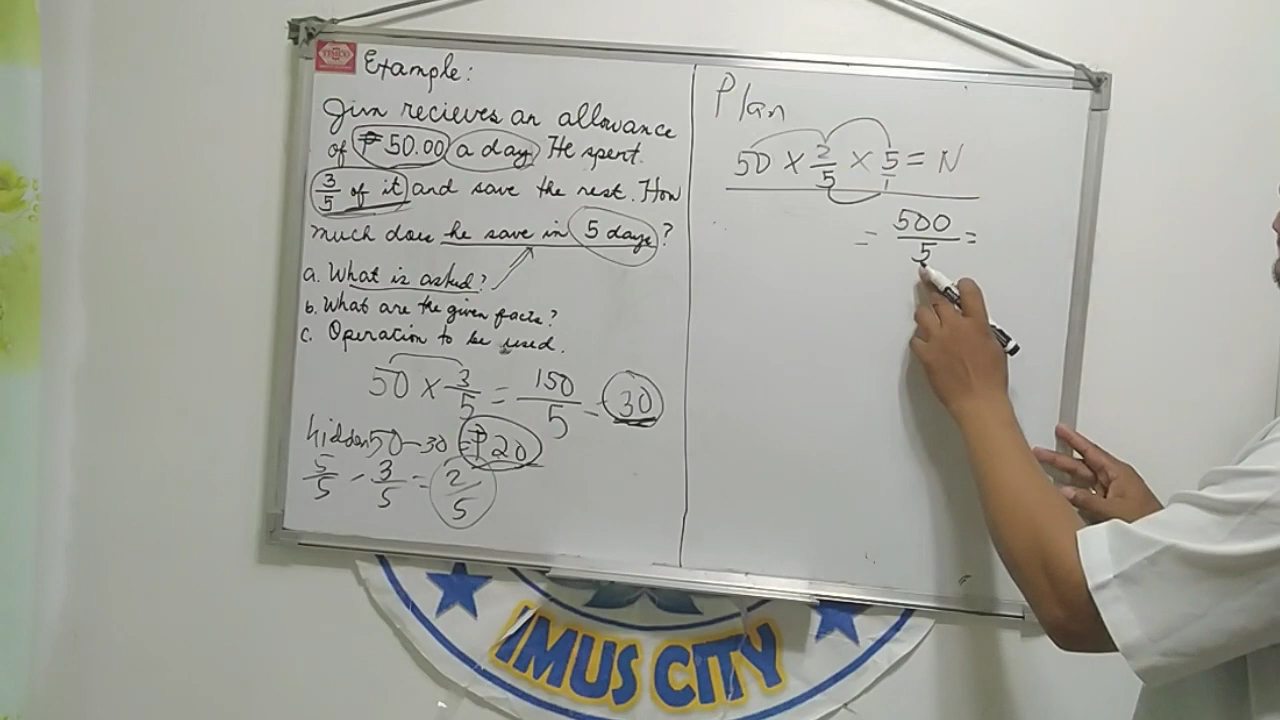 Example:
Jim recieves an allowance
of ₱50.00 a day. He spent
3/5 of it and save the rest. How
much does he save in 5 days?
a. What is asked?
b. What are the given facts?
c. Operation to be used.
50 × 3/5 = 150/5 = 30
hidden 50 - 30 = ₱20
5/5 - 3/5 = 2/5
Plan
50 × 2/5 × 5/1 = N
= 500/5 =
IMUS CITY